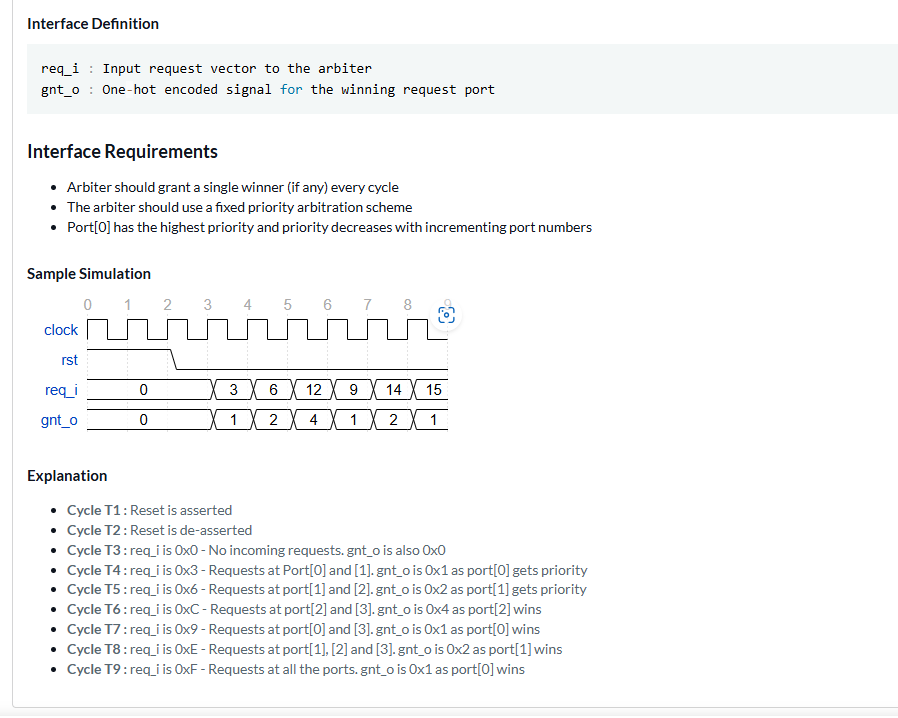 Interface Definition
req_i : Input request vector to the arbiter
gnt_o : One-hot encoded signal for the winning request port
Interface Requirements
Arbiter should grant a single winner (if any) every cycle
The arbiter should use a fixed priority arbitration scheme
Port[0] has the highest priority and priority decreases with incrementing port numbers
Sample Simulation
0 1 2 3 4 5 6 7 8 9
clock
rst
req_i 0 3 6 12 9 14 15
gnt_o 0 1 2 4 1 2 1
Explanation
Cycle T1 : Reset is asserted
Cycle T2 : Reset is de-asserted
Cycle T3 : req_i is 0x0 - No incoming requests. gnt_o is also 0x0
Cycle T4 : req_i is 0x3 - Requests at Port[0] and [1]. gnt_o is 0x1 as port[0] gets priority
Cycle T5 : req_i is 0x6 - Requests at port[1] and [2]. gnt_o is 0x2 as port[1] gets priority
Cycle T6 : req_i is 0xC - Requests at port[2] and [3]. gnt_o is 0x4 as port[2] wins
Cycle T7 : req_i is 0x9 - Requests at port[0] and [3]. gnt_o is 0x1 as port[0] wins
Cycle T8 : req_i is 0xE - Requests at port[1], [2] and [3]. gnt_o is 0x2 as port[1] wins
Cycle T9 : req_i is 0xF - Requests at all the ports. gnt_o is 0x1 as port[0] wins